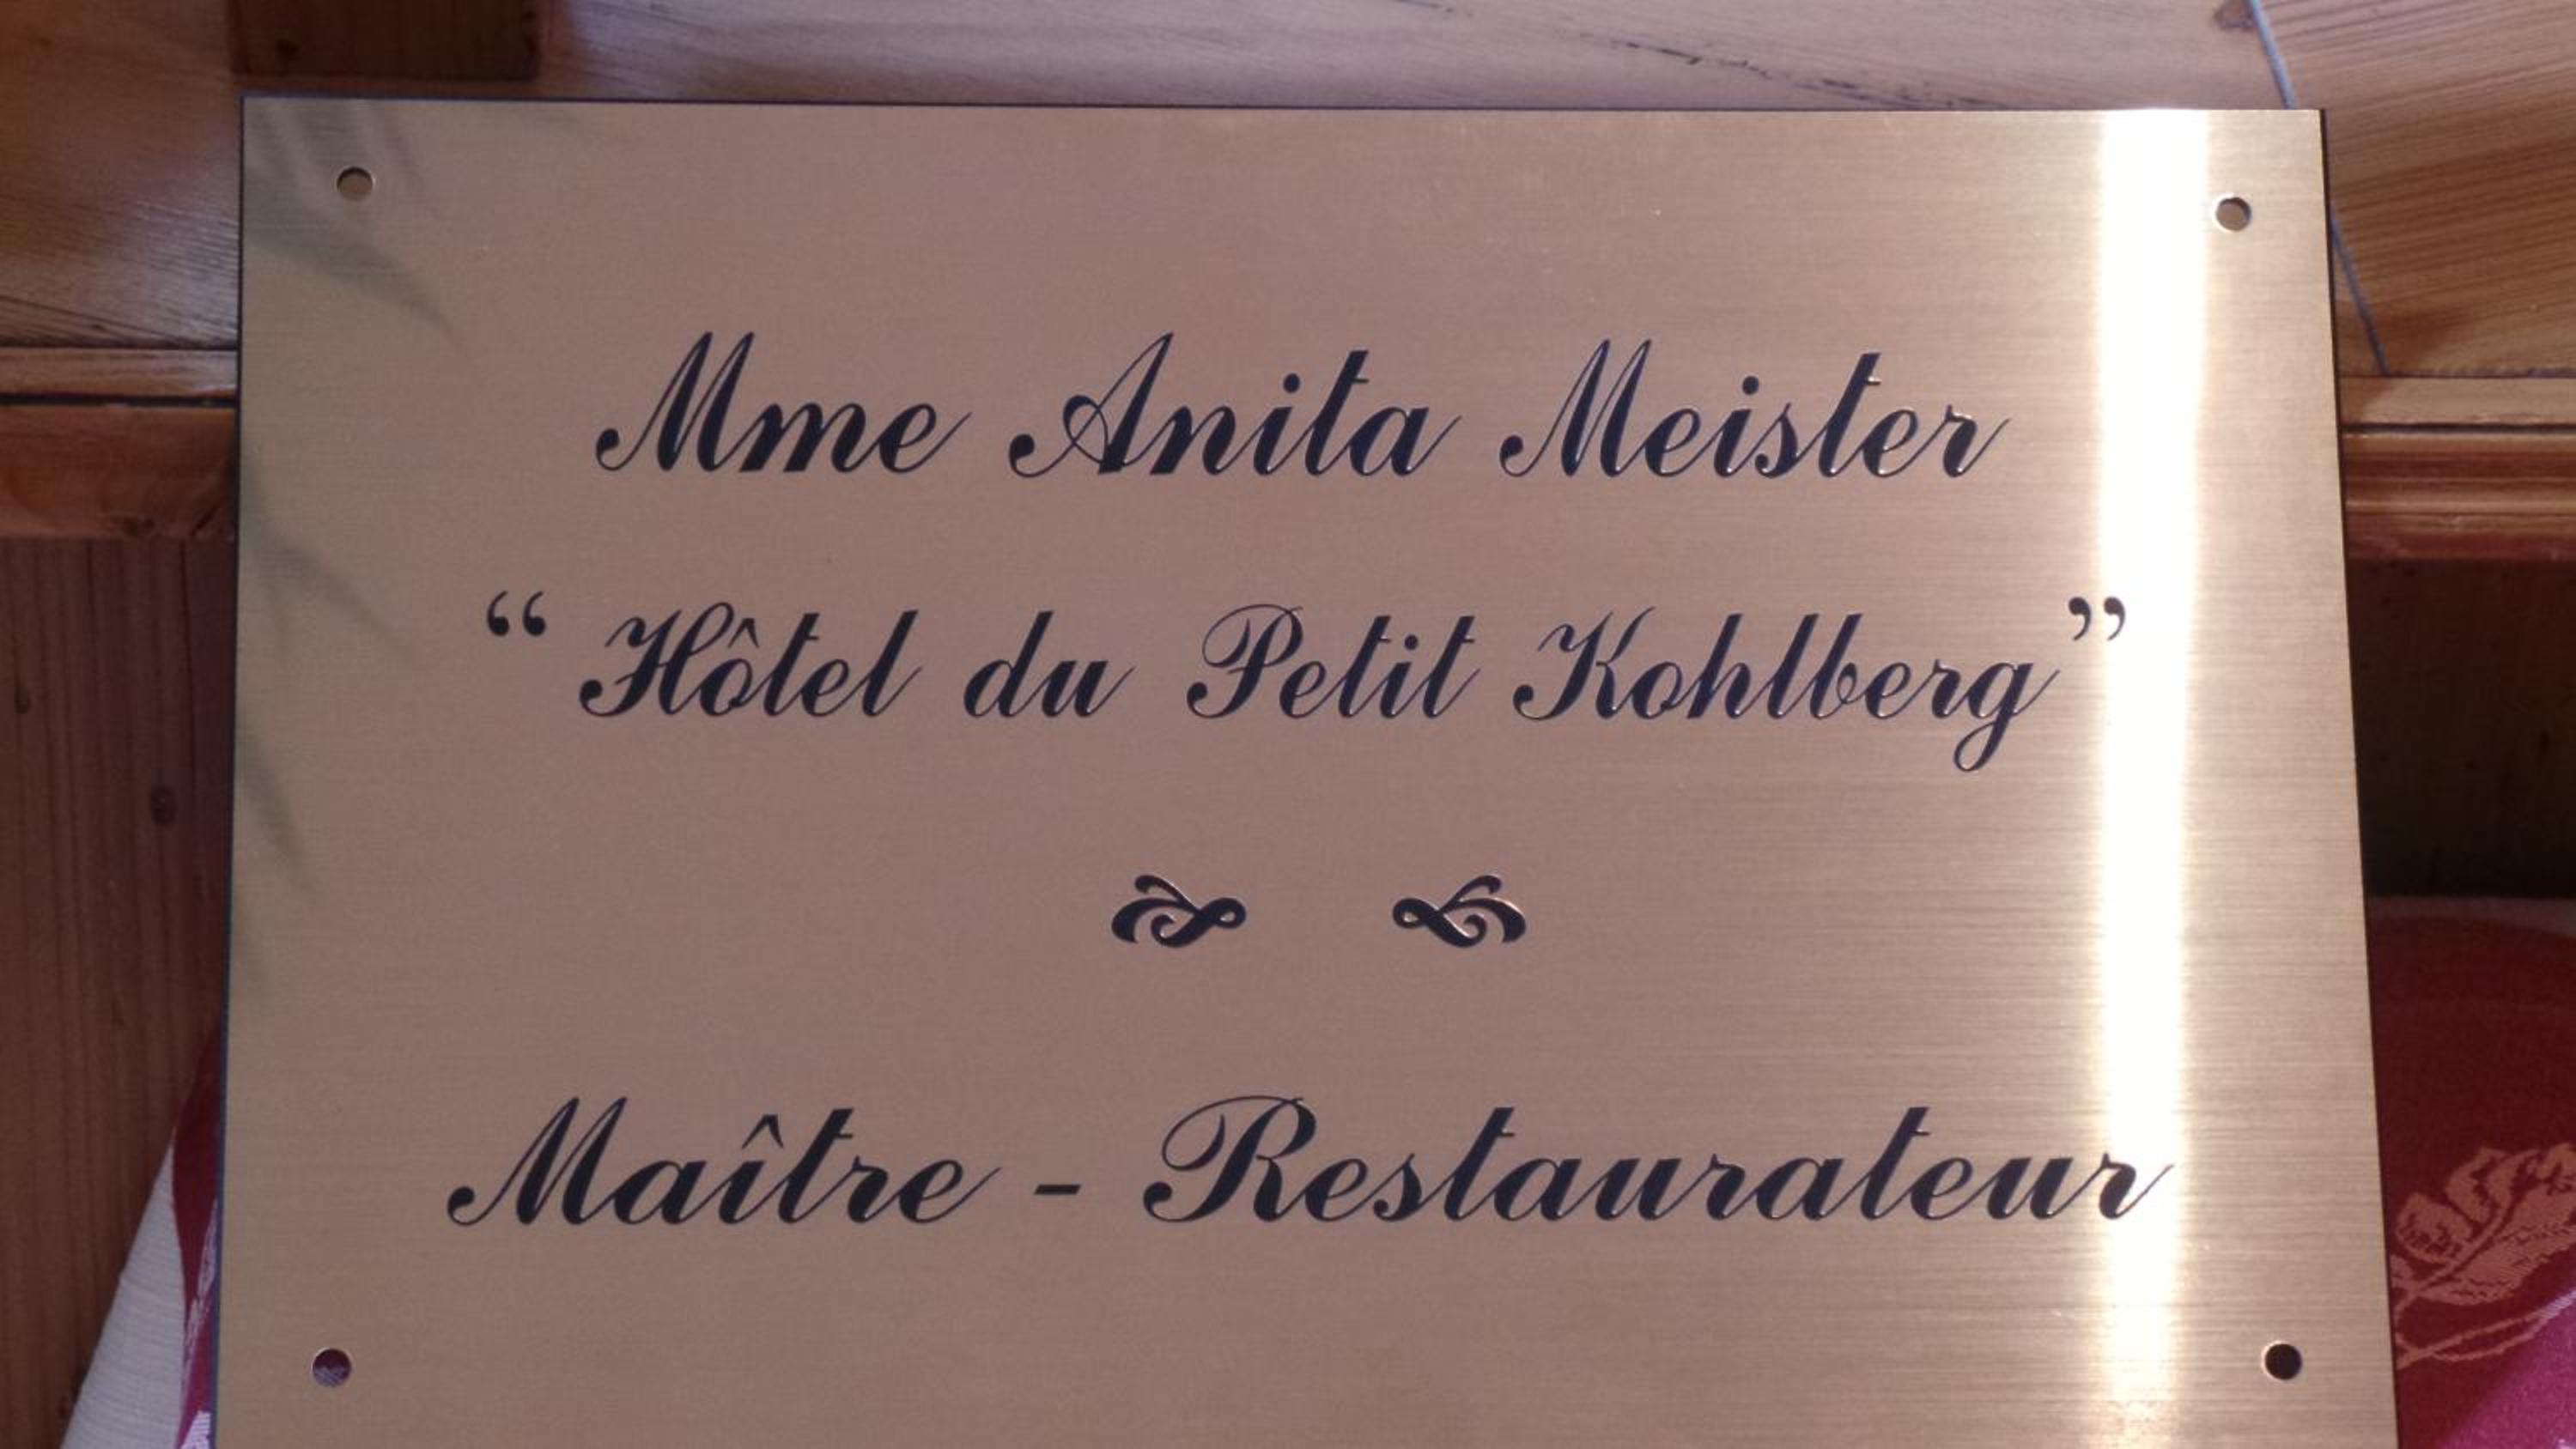 Mme Anita Meister
“ Hôtel du Petit Kohlberg”
Maître - Restaurateur